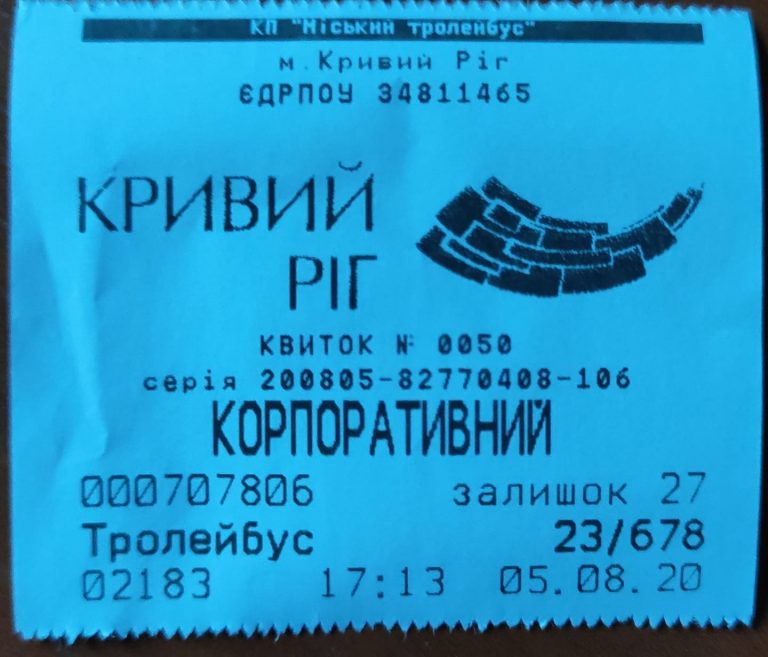 КП "Міський тролейбус"
м.Кривий Ріг
ЄДРПОУ 34811465
КРИВИЙ
РІГ
КВИТОК № 0050
серія 200805-82770408-106
КОРПОРАТИВНИЙ
000707806 залишок 27
Тролейбус 23/678
02183 17:13 05.08.20